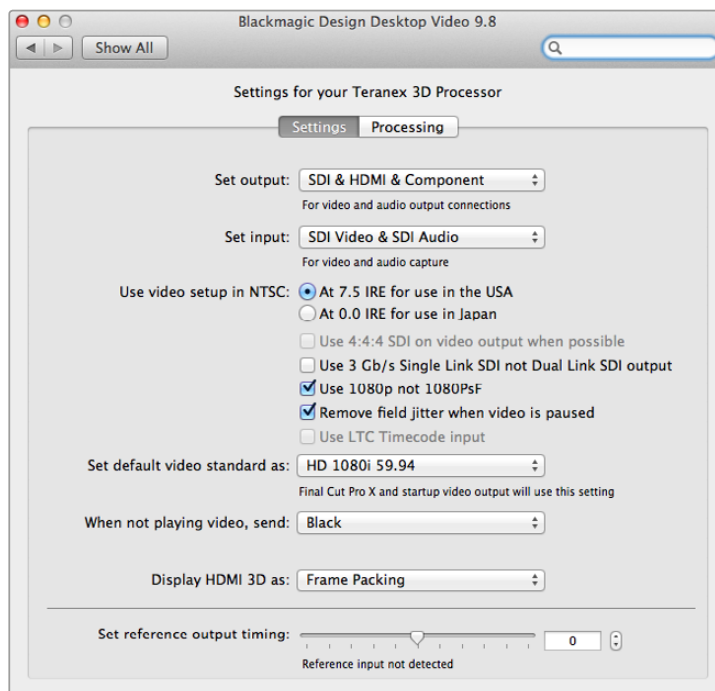 Blackmagic Design Desktop Video 9.8
Show All
Settings for your Teranex 3D Processor
Settings Processing
Set output: SDI & HDMI & Component
For video and audio output connections
Set input: SDI Video & SDI Audio
For video and audio capture
Use video setup in NTSC: At 7.5 IRE for use in the USA
At 0.0 IRE for use in Japan
Use 4:4:4 SDI on video output when possible
Use 3 Gb/s Single Link SDI not Dual Link SDI output
Use 1080p not 1080PsF
Remove field jitter when video is paused
Use LTC Timecode input
Set default video standard as: HD 1080i 59.94
Final Cut Pro X and startup video output will use this setting
When not playing video, send: Black
Display HDMI 3D as: Frame Packing
Set reference output timing: 0
Reference input not detected